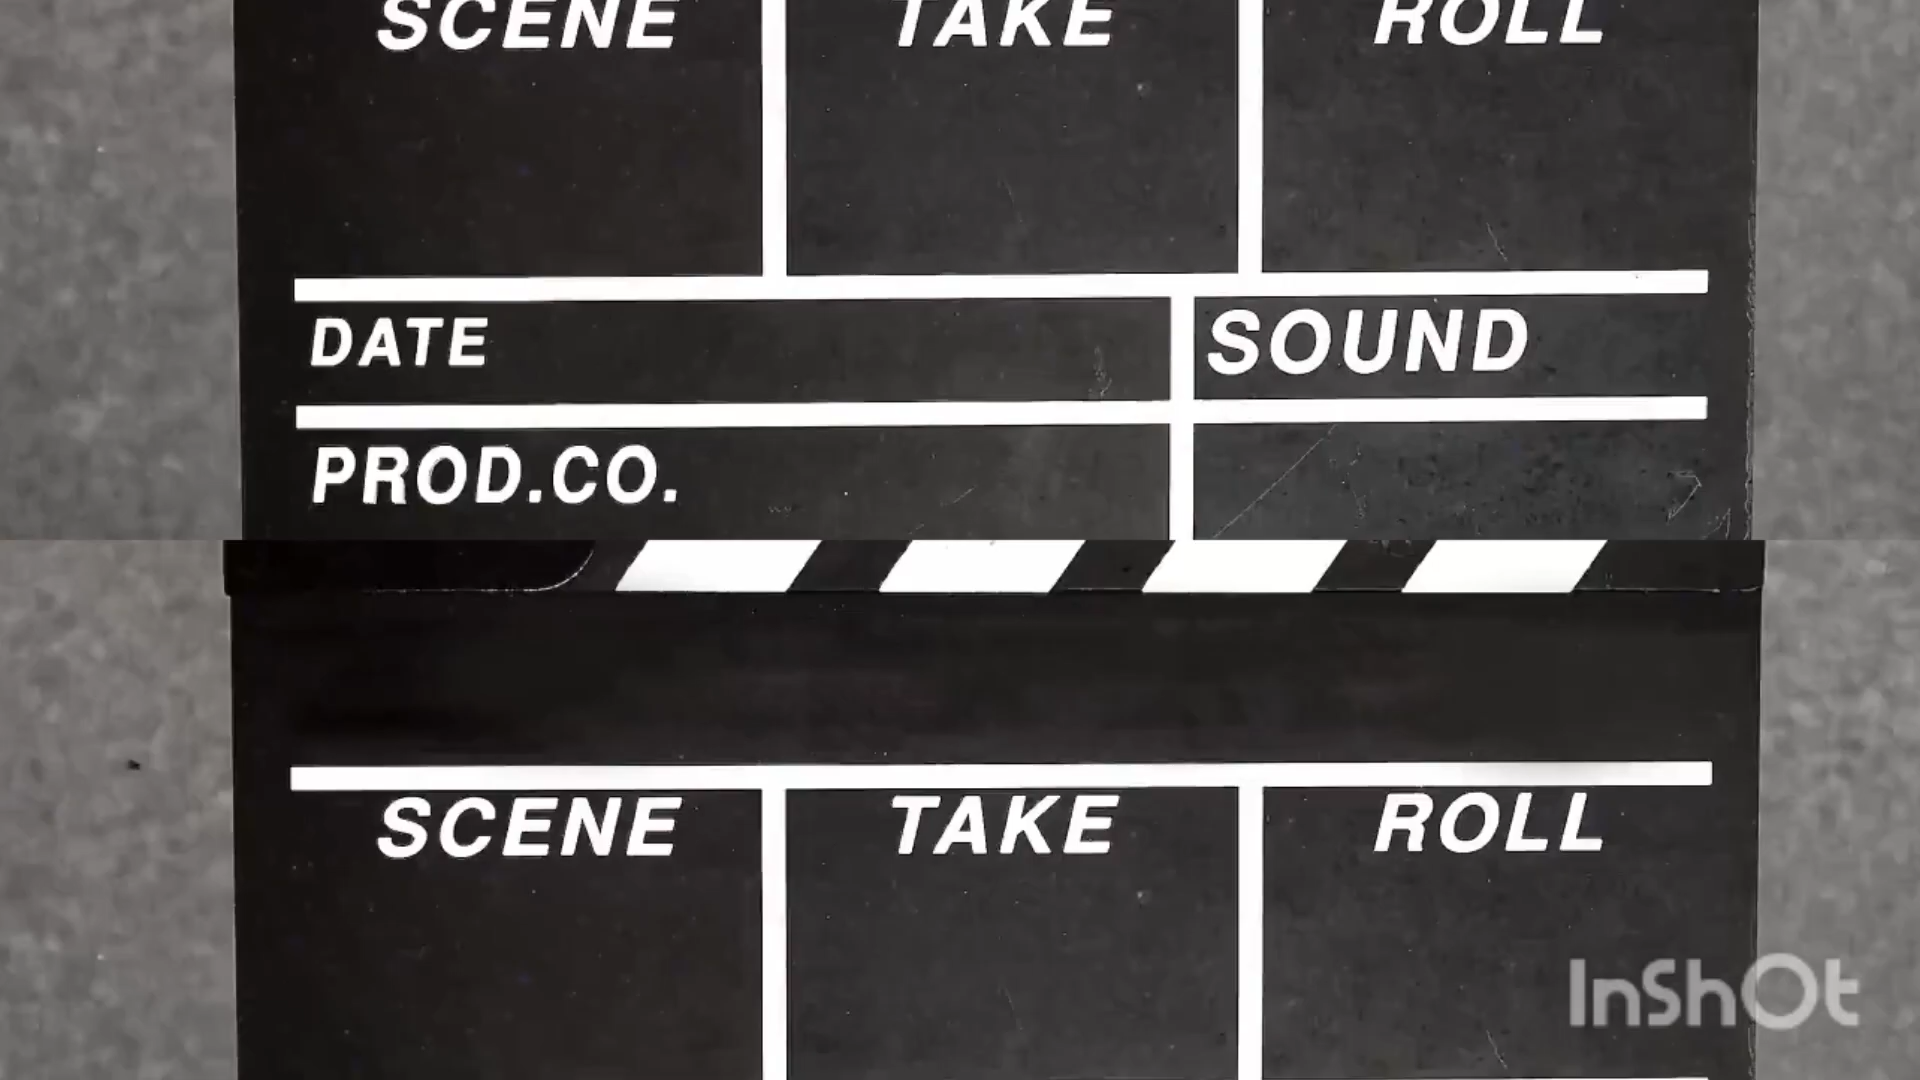 SCENE TAKE ROLL
DATE SOUND
PROD.CO.
SCENE TAKE ROLL
InShOt